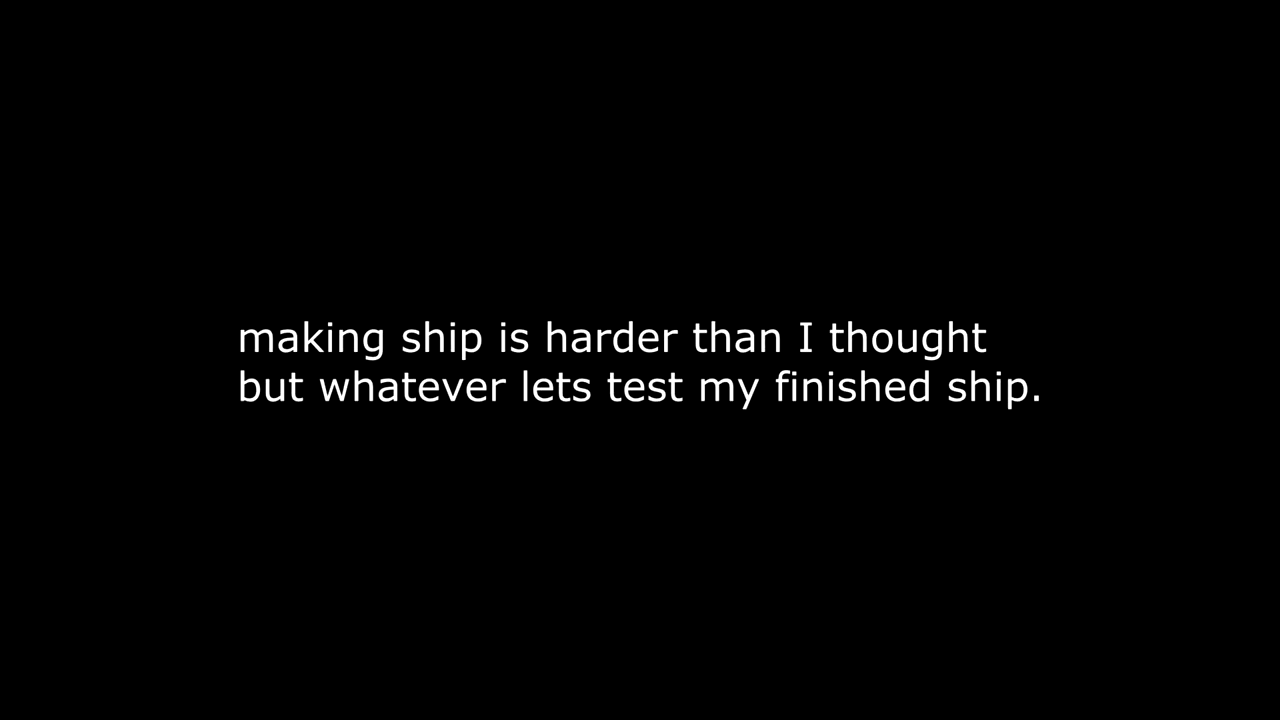 making ship is harder than I thought
but whatever lets test my finished ship.